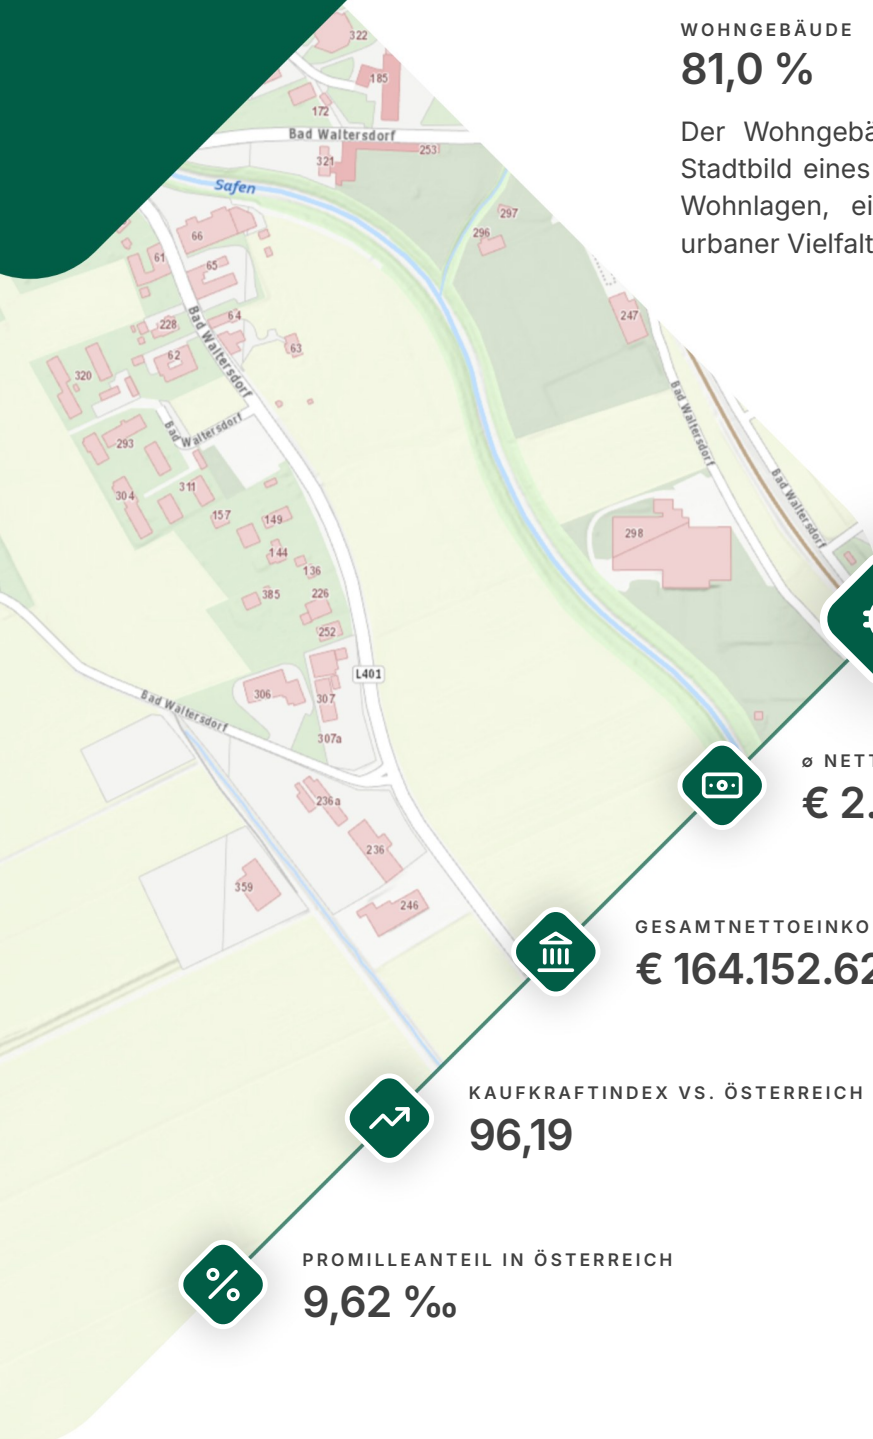 WOHNGEBÄUDE
81,0 %
Der Wohngebä
Stadtbild eines
Wohnlagen, ei
urbaner Vielfalt
322
185
172
Bad Waltersdorf
321
253
Safen
297
296
66
61
65
247
64
228
Bad Waltersdorf
62
63
320
Bad Waltersdorf
Bad Waltersdorf
293
311
304
Bad Waltersdorf
157
149
298
144
136
385
226
252
L401
306
307
Bad Waltersdorf
307a
ø NETT
€ 2.
236a
236
359
246
GESAMTNETTOEINKO
€ 164.152.62
KAUFKRAFTINDEX VS. ÖSTERREICH
96,19
PROMILLEANTEIL IN ÖSTERREICH
9,62 ‰